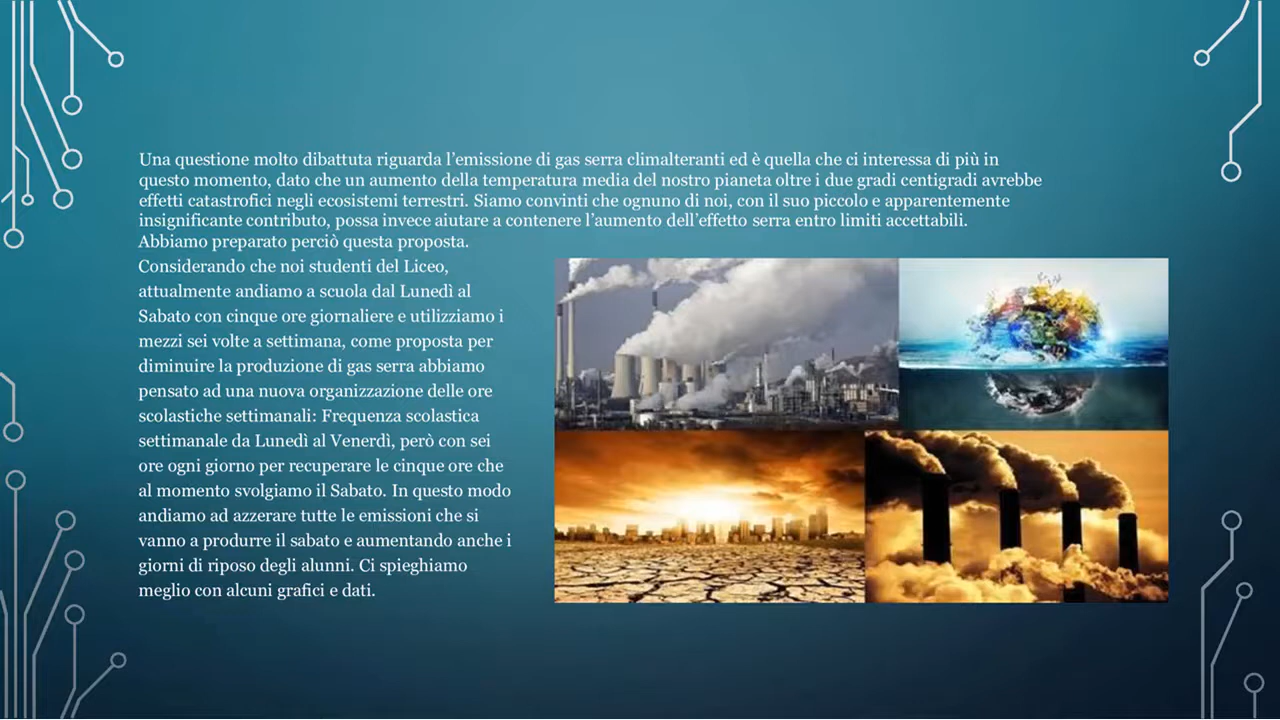 Una questione molto dibattuta riguarda l’emissione di gas serra climalteranti ed è quella che ci interessa di più in
questo momento, dato che un aumento della temperatura media del nostro pianeta oltre i due gradi centigradi avrebbe
effetti catastrofici negli ecosistemi terrestri. Siamo convinti che ognuno di noi, con il suo piccolo e apparentemente
insignificante contributo, possa invece aiutare a contenere l’aumento dell’effetto serra entro limiti accettabili.
Abbiamo preparato perciò questa proposta.
Considerando che noi studenti del Liceo,
attualmente andiamo a scuola dal Lunedì al
Sabato con cinque ore giornaliere e utilizziamo i
mezzi sei volte a settimana, come proposta per
diminuire la produzione di gas serra abbiamo
pensato ad una nuova organizzazione delle ore
scolastiche settimanali: Frequenza scolastica
settimanale da Lunedì al Venerdì, però con sei
ore ogni giorno per recuperare le cinque ore che
al momento svolgiamo il Sabato. In questo modo
andiamo ad azzerare tutte le emissioni che si
vanno a produrre il sabato e aumentando anche i
giorni di riposo degli alunni. Ci spieghiamo
meglio con alcuni grafici e dati.